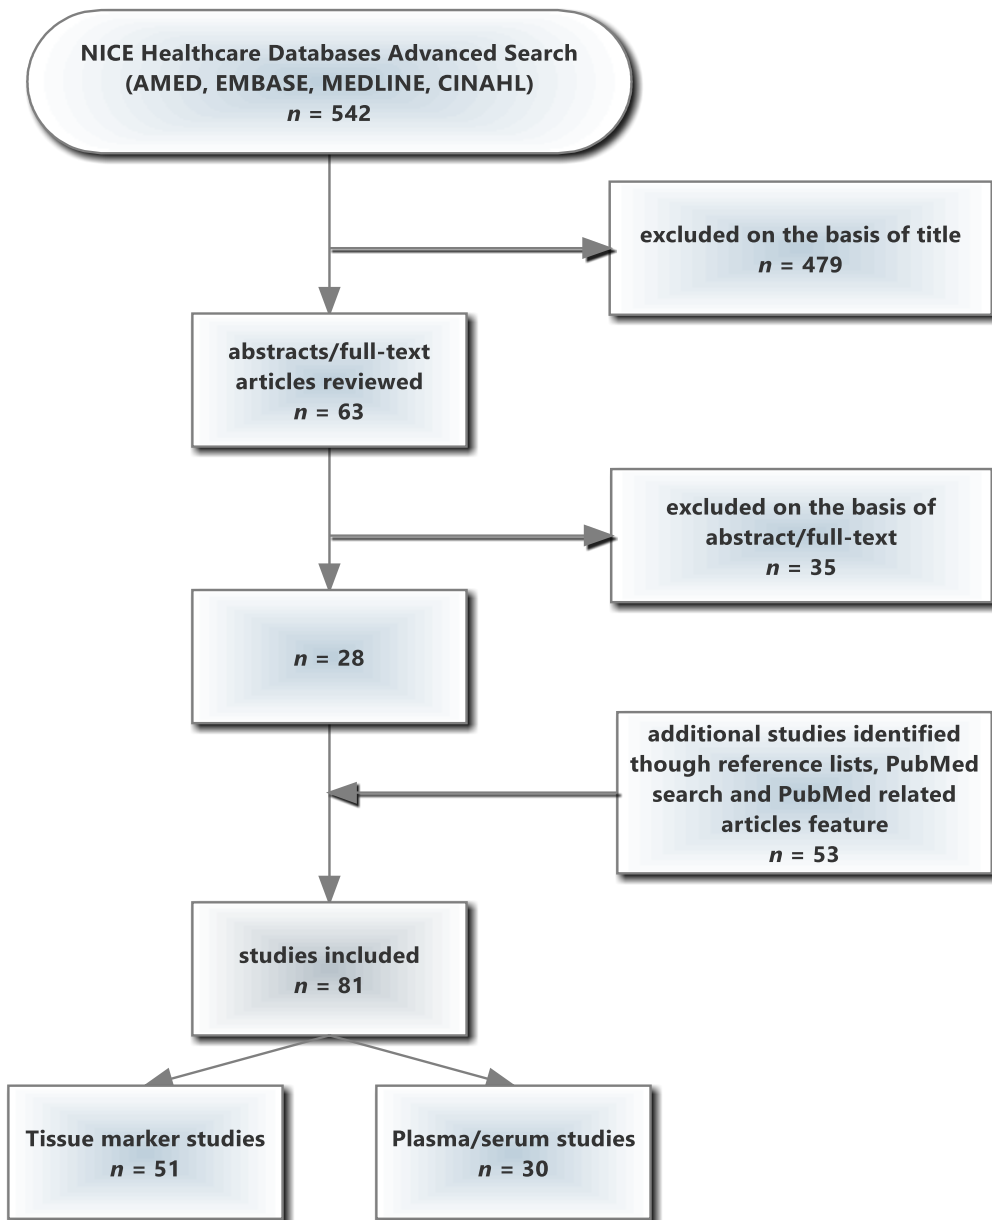 NICE Healthcare Databases Advanced Search
(AMED, EMBASE, MEDLINE, CINAHL)
n = 542
excluded on the basis of title
n = 479
abstracts/full-text
articles reviewed
n = 63
excluded on the basis of
abstract/full-text
n = 35
n = 28
additional studies identified
though reference lists, PubMed
search and PubMed related
articles feature
n = 53
studies included
n = 81
Tissue marker studies
n = 51
Plasma/serum studies
n = 30